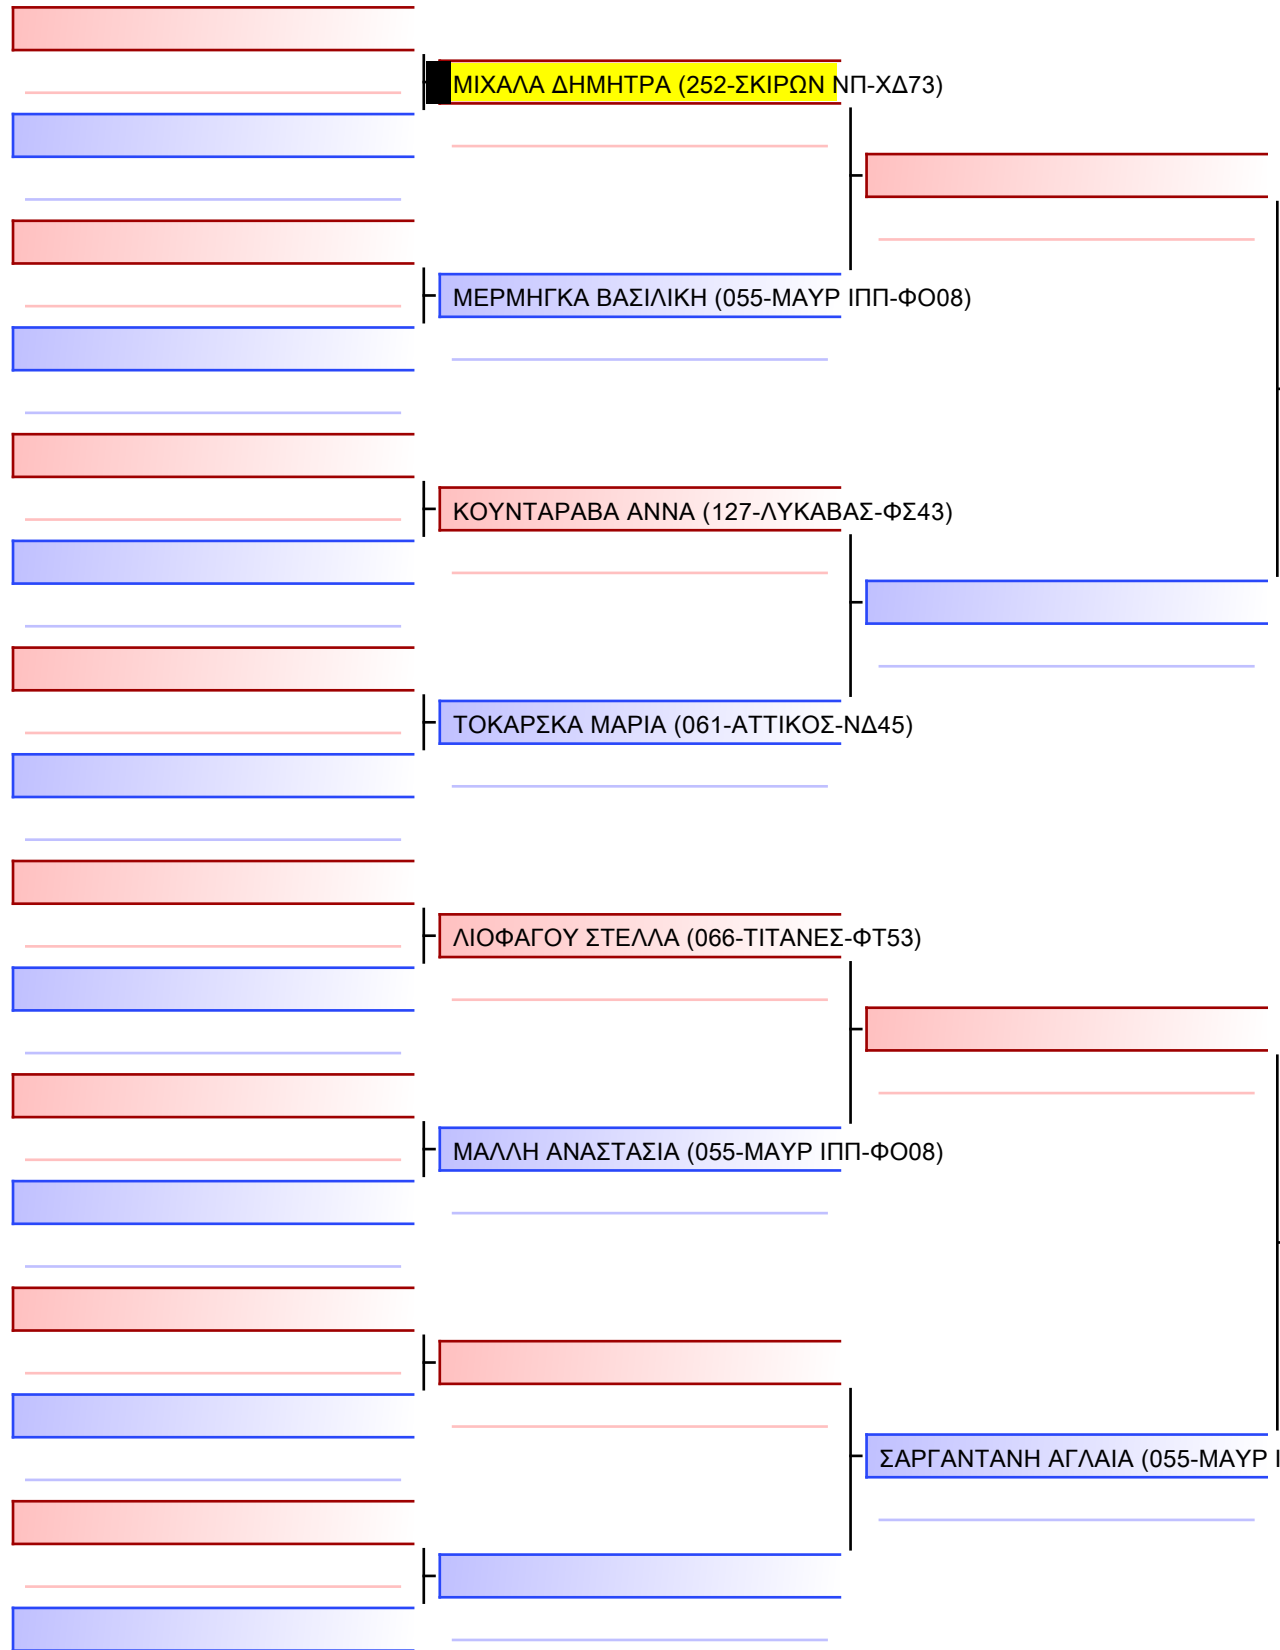 ΜΙΧΑΛΑ ΔΗΜΗΤΡΑ (252-ΣΚΙΡΩΝ ΝΠ-ΧΔ73)
ΜΕΡΜΗΓΚΑ ΒΑΣΙΛΙΚΗ (055-ΜΑΥΡ ΙΠΠ-ΦΟ08)
ΚΟΥΝΤΑΡΑΒΑ ΑΝΝΑ (127-ΛΥΚΑΒΑΣ-ΦΣ43)
ΤΟΚΑΡΣΚΑ ΜΑΡΙΑ (061-ΑΤΤΙΚΟΣ-ΝΔ45)
ΛΙΟΦΑΓΟΥ ΣΤΕΛΛΑ (066-ΤΙΤΑΝΕΣ-ΦΤ53)
ΜΑΛΛΗ ΑΝΑΣΤΑΣΙΑ (055-ΜΑΥΡ ΙΠΠ-ΦΟ08)
ΣΑΡΓΑΝΤΑΝΗ ΑΓΛΑΙΑ (055-ΜΑΥΡ Ι